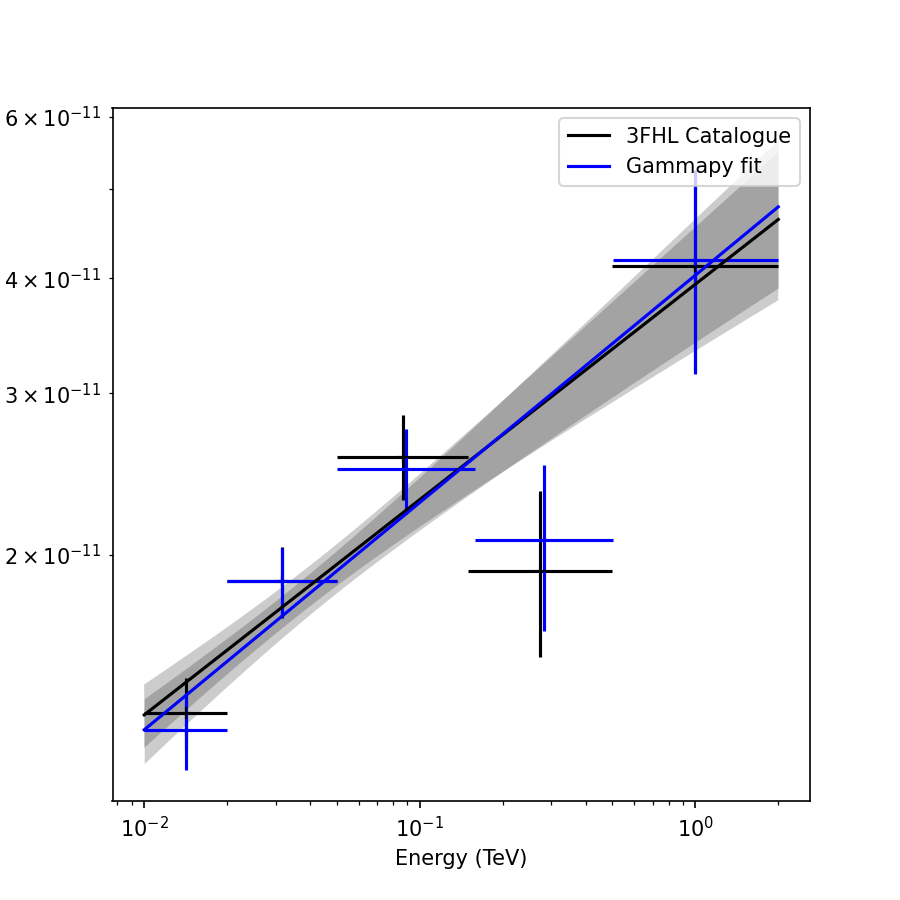 6 × 10⁻¹¹
4 × 10⁻¹¹
3 × 10⁻¹¹
2 × 10⁻¹¹
3FHL Catalogue
Gammapy fit
10⁻² 10⁻¹ 10⁰
Energy (TeV)